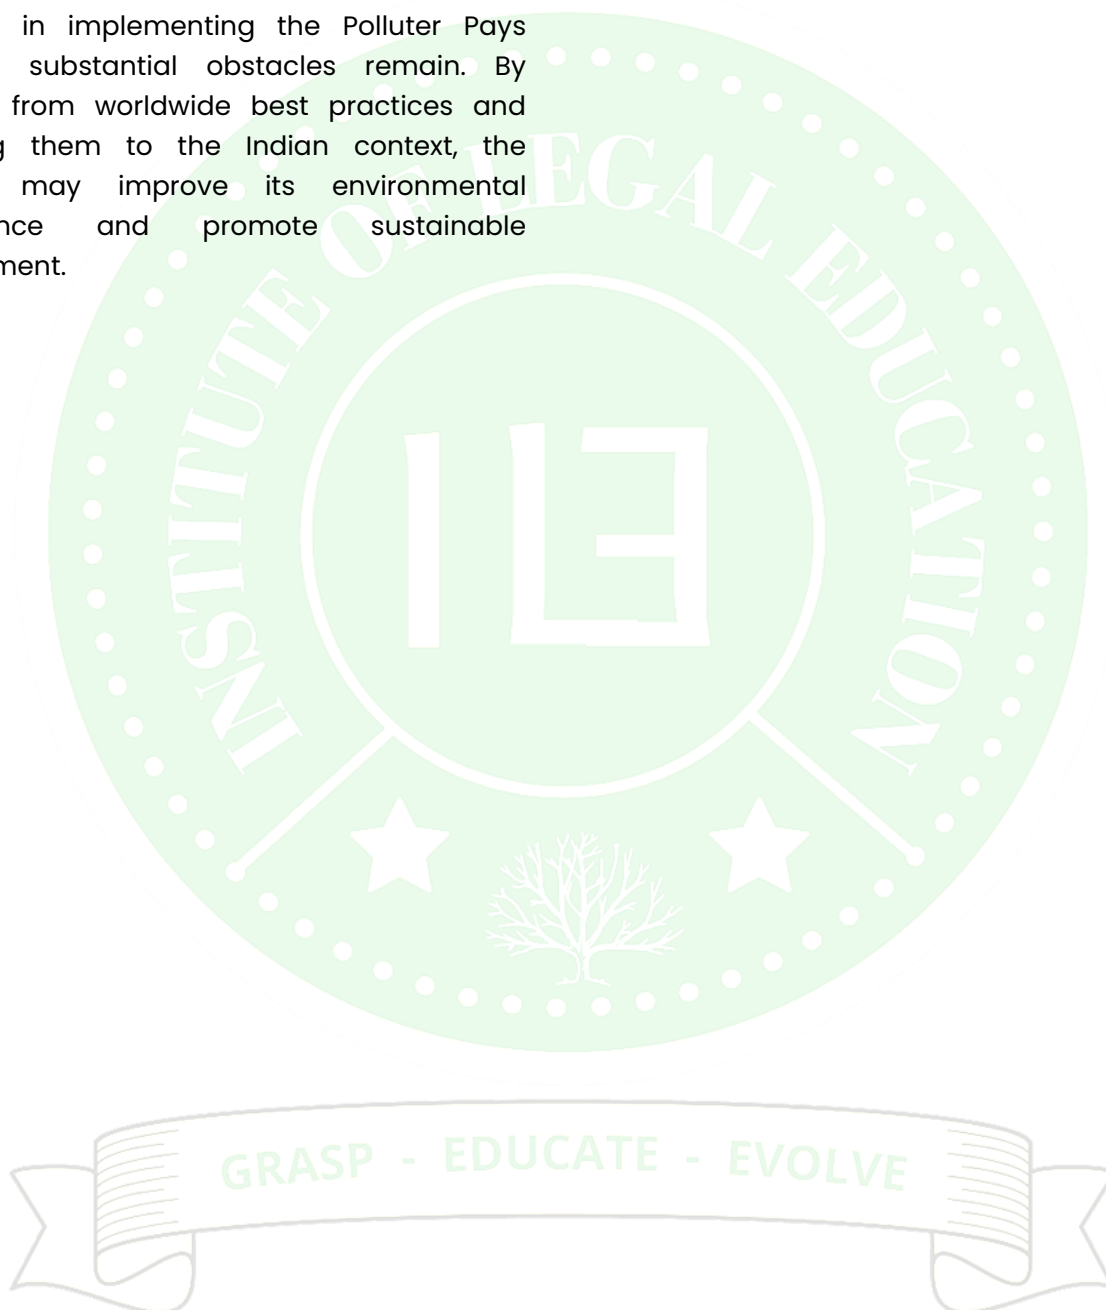 in implementing the Polluter Pays
substantial obstacles remain. By
from worldwide best practices and
g them to the Indian context, the
may improve its environmental
nce and promote sustainable
ment.
INSTITUTE OF LEGAL EDUCATION
ILE
GRASP - EDUCATE - EVOLVE